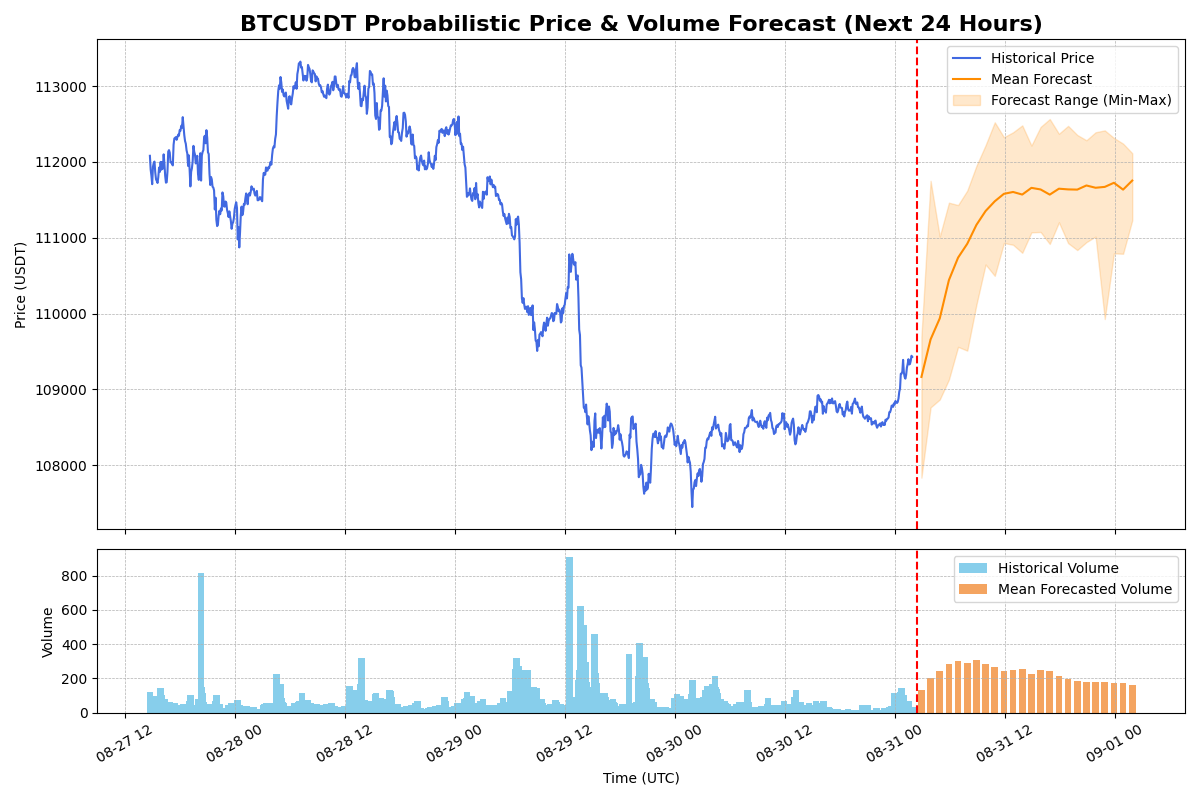 BTCUSDT Probabilistic Price & Volume Forecast (Next 24 Hours)
Historical Price
Mean Forecast
Forecast Range (Min-Max)
Price (USDT)
113000
112000
111000
110000
109000
108000
Historical Volume
Mean Forecasted Volume
Volume
800
600
400
200
0
08-27 12
08-28 00
08-28 12
08-29 00
08-29 12
08-30 00
08-30 12
08-31 00
08-31 12
09-01 00
Time (UTC)